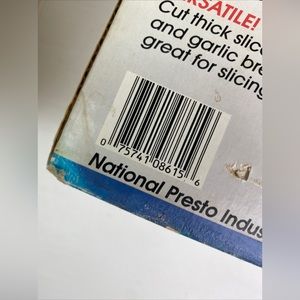 RSATILE!
Cut thick slic
and garlic bre
great for slicing
0 75741 08615 6
National Presto Indus